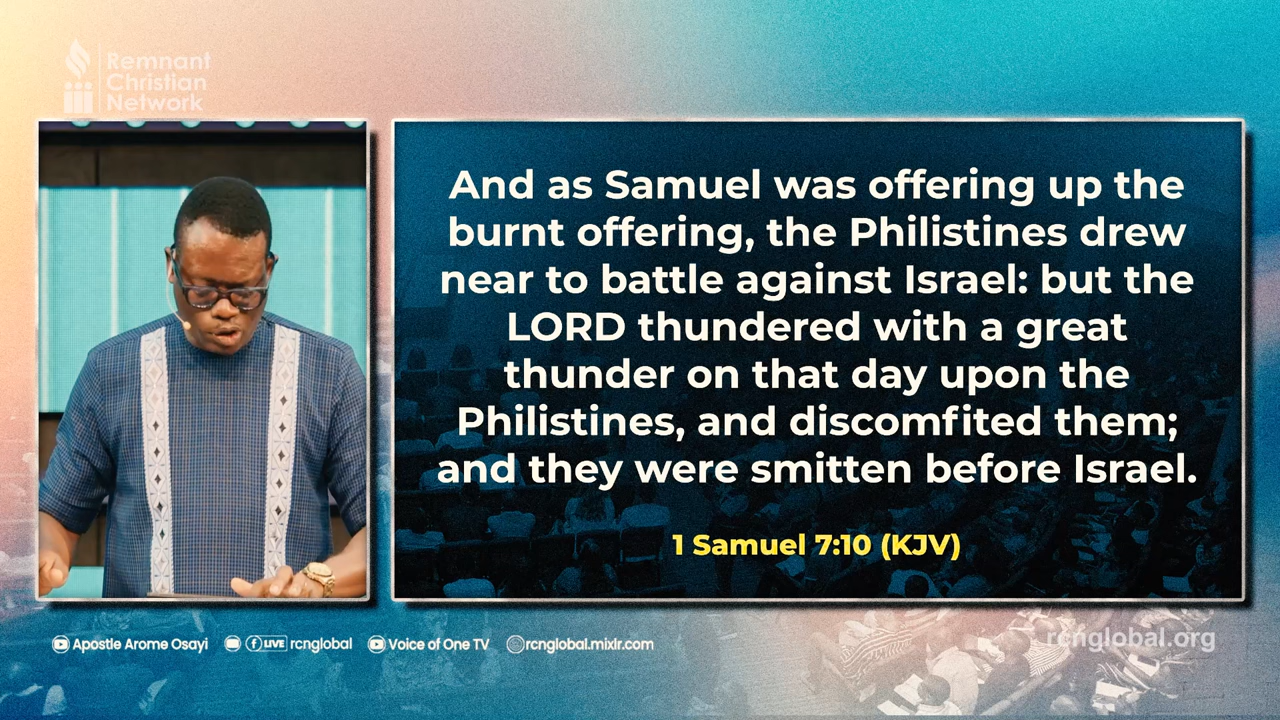 Remnant
Christian
Network
And as Samuel was offering up the
burnt offering, the Philistines drew
near to battle against Israel: but the
LORD thundered with a great
thunder on that day upon the
Philistines, and discomfited them;
and they were smitten before Israel.
1 Samuel 7:10 (KJV)
Apostle Arome Osayi
LIVE rcnglobal
Voice of One TV
rcnglobal.mixlr.com
rcnglobal.org